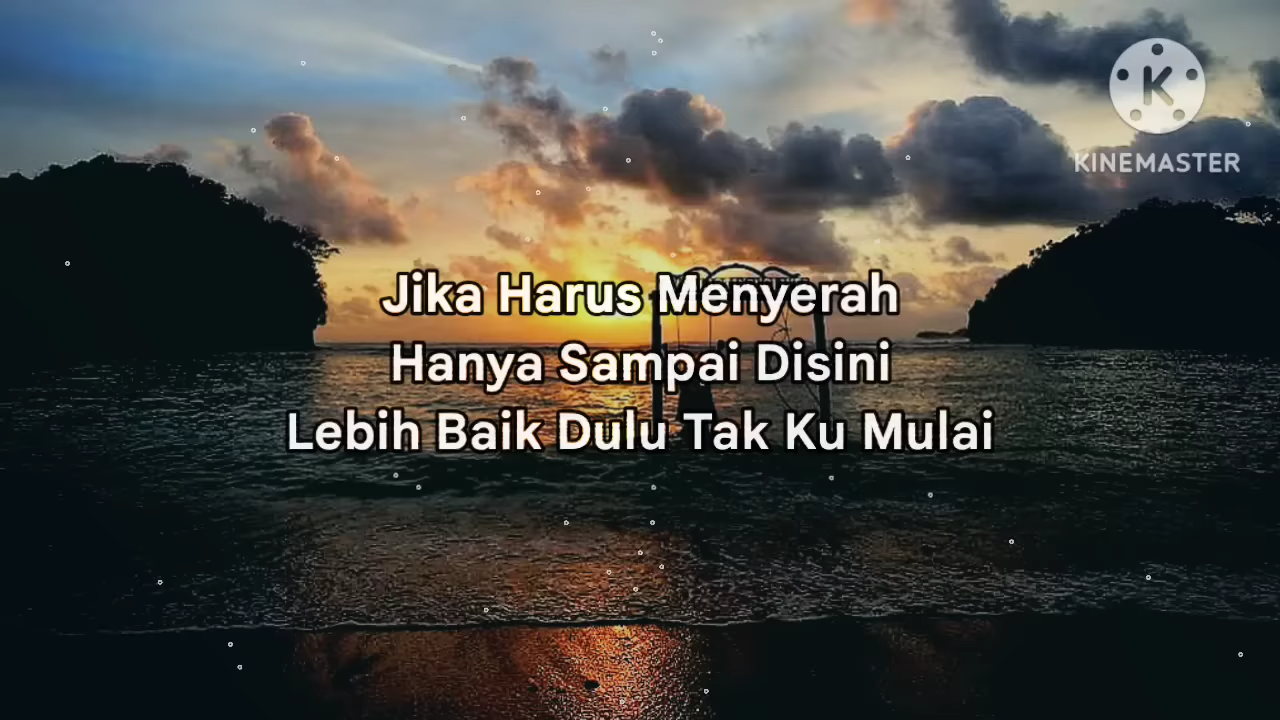 KINEMASTER
Jika Harus Menyerah
Hanya Sampai Disini
Lebih Baik Dulu Tak Ku Mulai